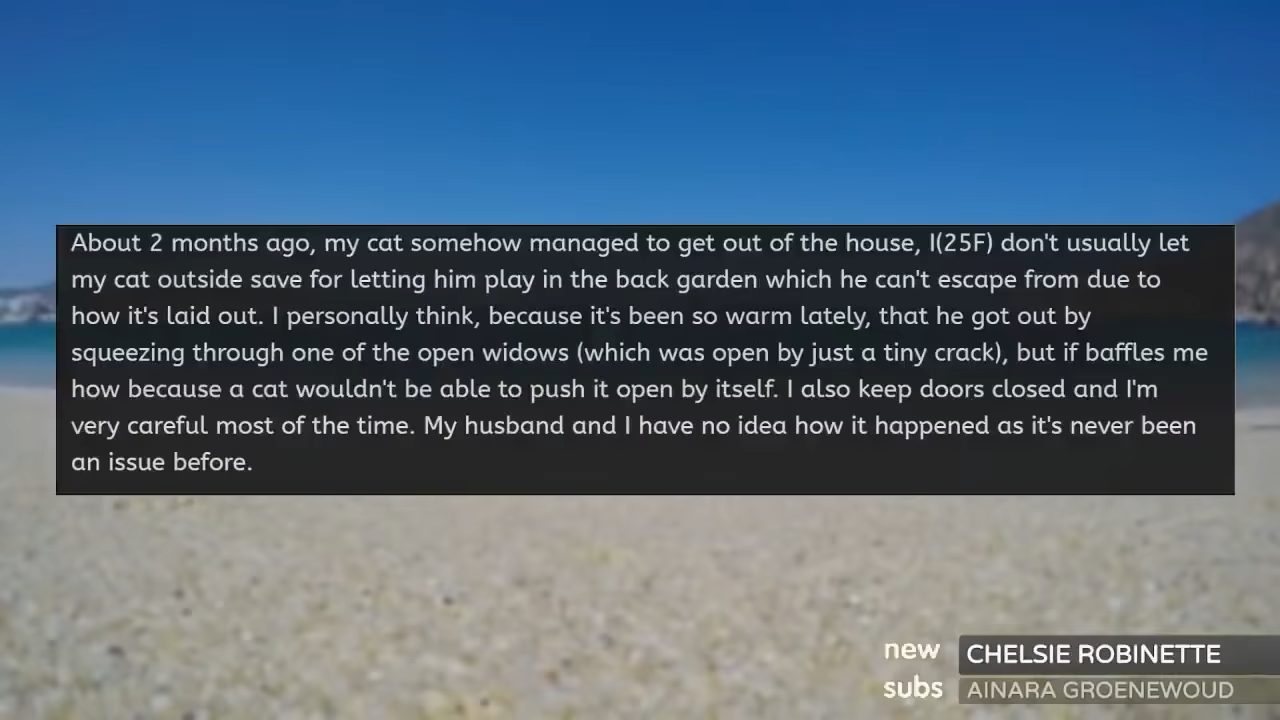 About 2 months ago, my cat somehow managed to get out of the house, I(25F) don't usually let
my cat outside save for letting him play in the back garden which he can't escape from due to
how it's laid out. I personally think, because it's been so warm lately, that he got out by
squeezing through one of the open widows (which was open by just a tiny crack), but if baffles me
how because a cat wouldn't be able to push it open by itself. I also keep doors closed and I'm
very careful most of the time. My husband and I have no idea how it happened as it's never been
an issue before.
new CHELSIE ROBINETTE
subs AINARA GROENEWOUD